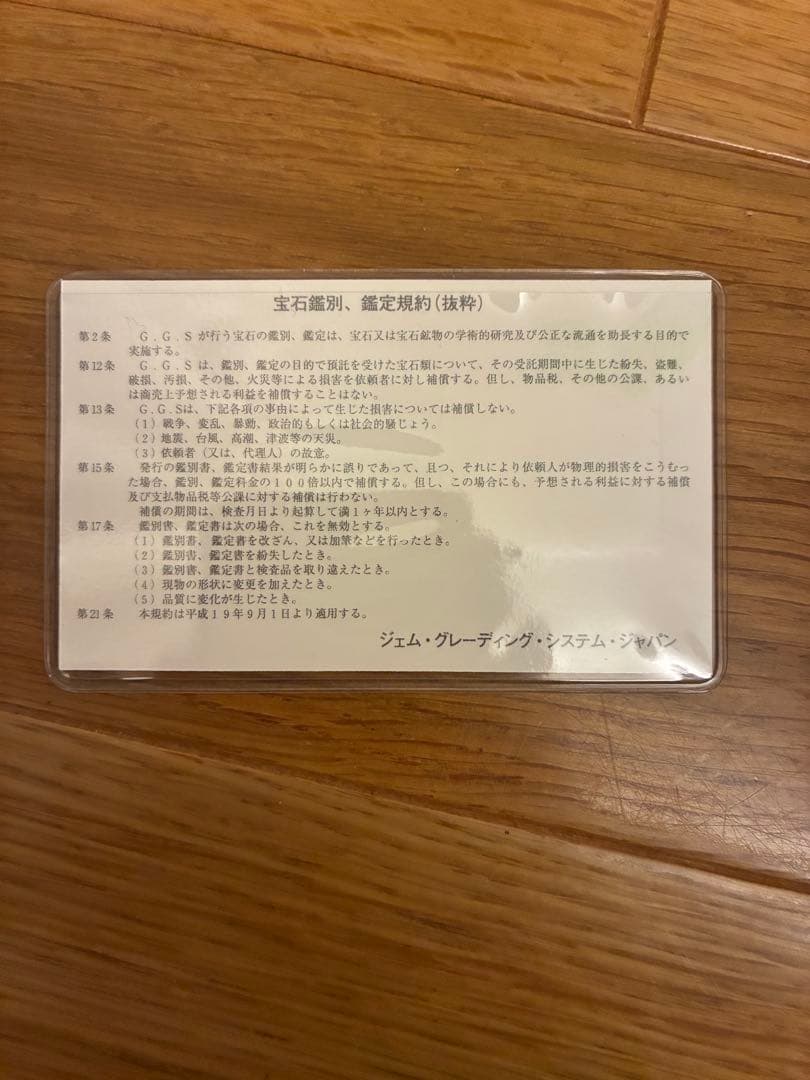 宝石鑑別、鑑定規約(抜粋)
第2条 G.G.Sが行う宝石の鑑別、鑑定は、宝石又は宝石鉱物の学術的研究及び公正な流通を助長する目的で
実施する。
第12条 G.G.Sは、鑑別、鑑定の目的で預託を受けた宝石類について、その受託期間中に生じた紛失、盗難、
破損、汚損、その他、火災等による損害を依頼者に対し補償する。但し、物品税、その他の公課、あるい
は商売上予想される利益を補償することはない。
第13条 G.G.Sは、下記各項の事由によって生じた損害については補償しない。
(1)戦争、変乱、暴動、政治的もしくは社会的騒じょう。
(2)地震、台風、高潮、津波等の天災。
(3)依頼者(又は、代理人)の故意。
第15条 発行の鑑別書、鑑定書結果が明らかに誤りであって、且つ、それにより依頼人が物理的損害をこうむっ
た場合、鑑別、鑑定料金の100倍以内で補償する。但し、この場合にも、予想される利益に対する補償
及び支払物品税等公課に対する補償は行わない。
補償の期間は、検査月日より起算して満1ヶ年以内とする。
第17条 鑑別書、鑑定書は次の場合、これを無効とする。
(1)鑑別書、鑑定書を改ざん、又は加筆などを行ったとき。
(2)鑑別書、鑑定書を紛失したとき。
(3)鑑別書、鑑定書と検査品を取り違えたとき。
(4)現物の形状に変更を加えたとき。
(5)品質に変化が生じたとき。
第21条 本規約は平成19年9月1日より適用する。
ジェム・グレーディング・システム・ジャパン